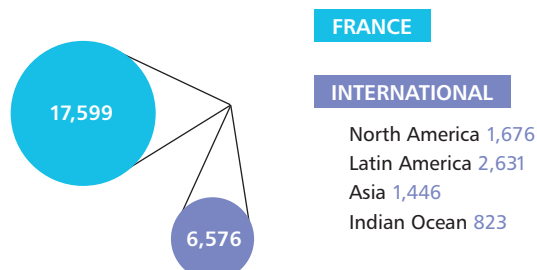 FRANCE
17,599
INTERNATIONAL
North America 1,676
Latin America 2,631
Asia 1,446
Indian Ocean 823
6,576